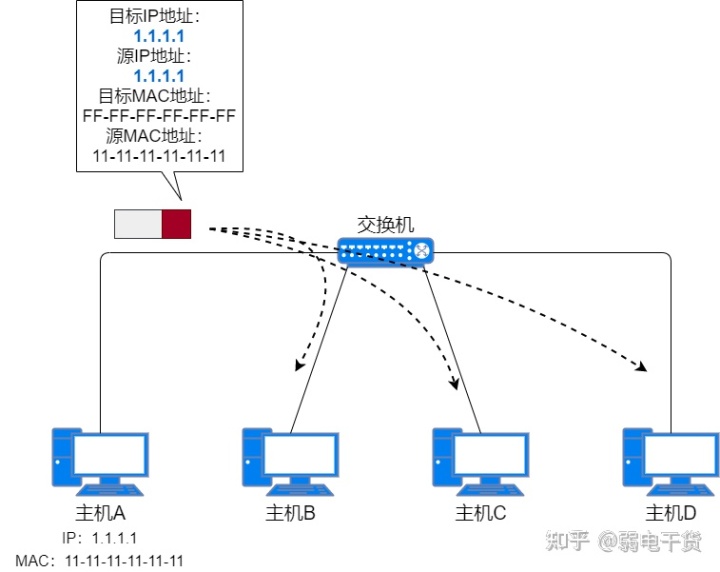 目标IP地址：
1.1.1.1
源IP地址：
1.1.1.1
目标MAC地址：
FF-FF-FF-FF-FF-FF
源MAC地址：
11-11-11-11-11-11
交换机
主机A
主机B
主机C
主机D
IP：1.1.1.1
MAC：11-11-11-11-11-11
知乎 @弱电干货